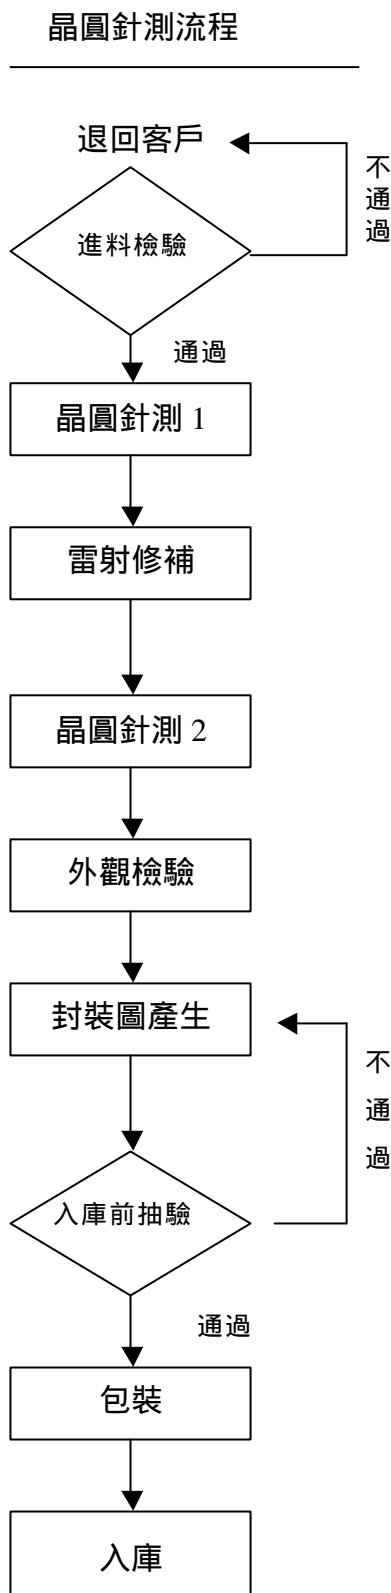 晶圓針測流程
退回客戶
不通過
進料檢驗
通過
晶圓針測 1
雷射修補
晶圓針測 2
外觀檢驗
封裝圖產生
不通過
入庫前抽驗
通過
包裝
入庫